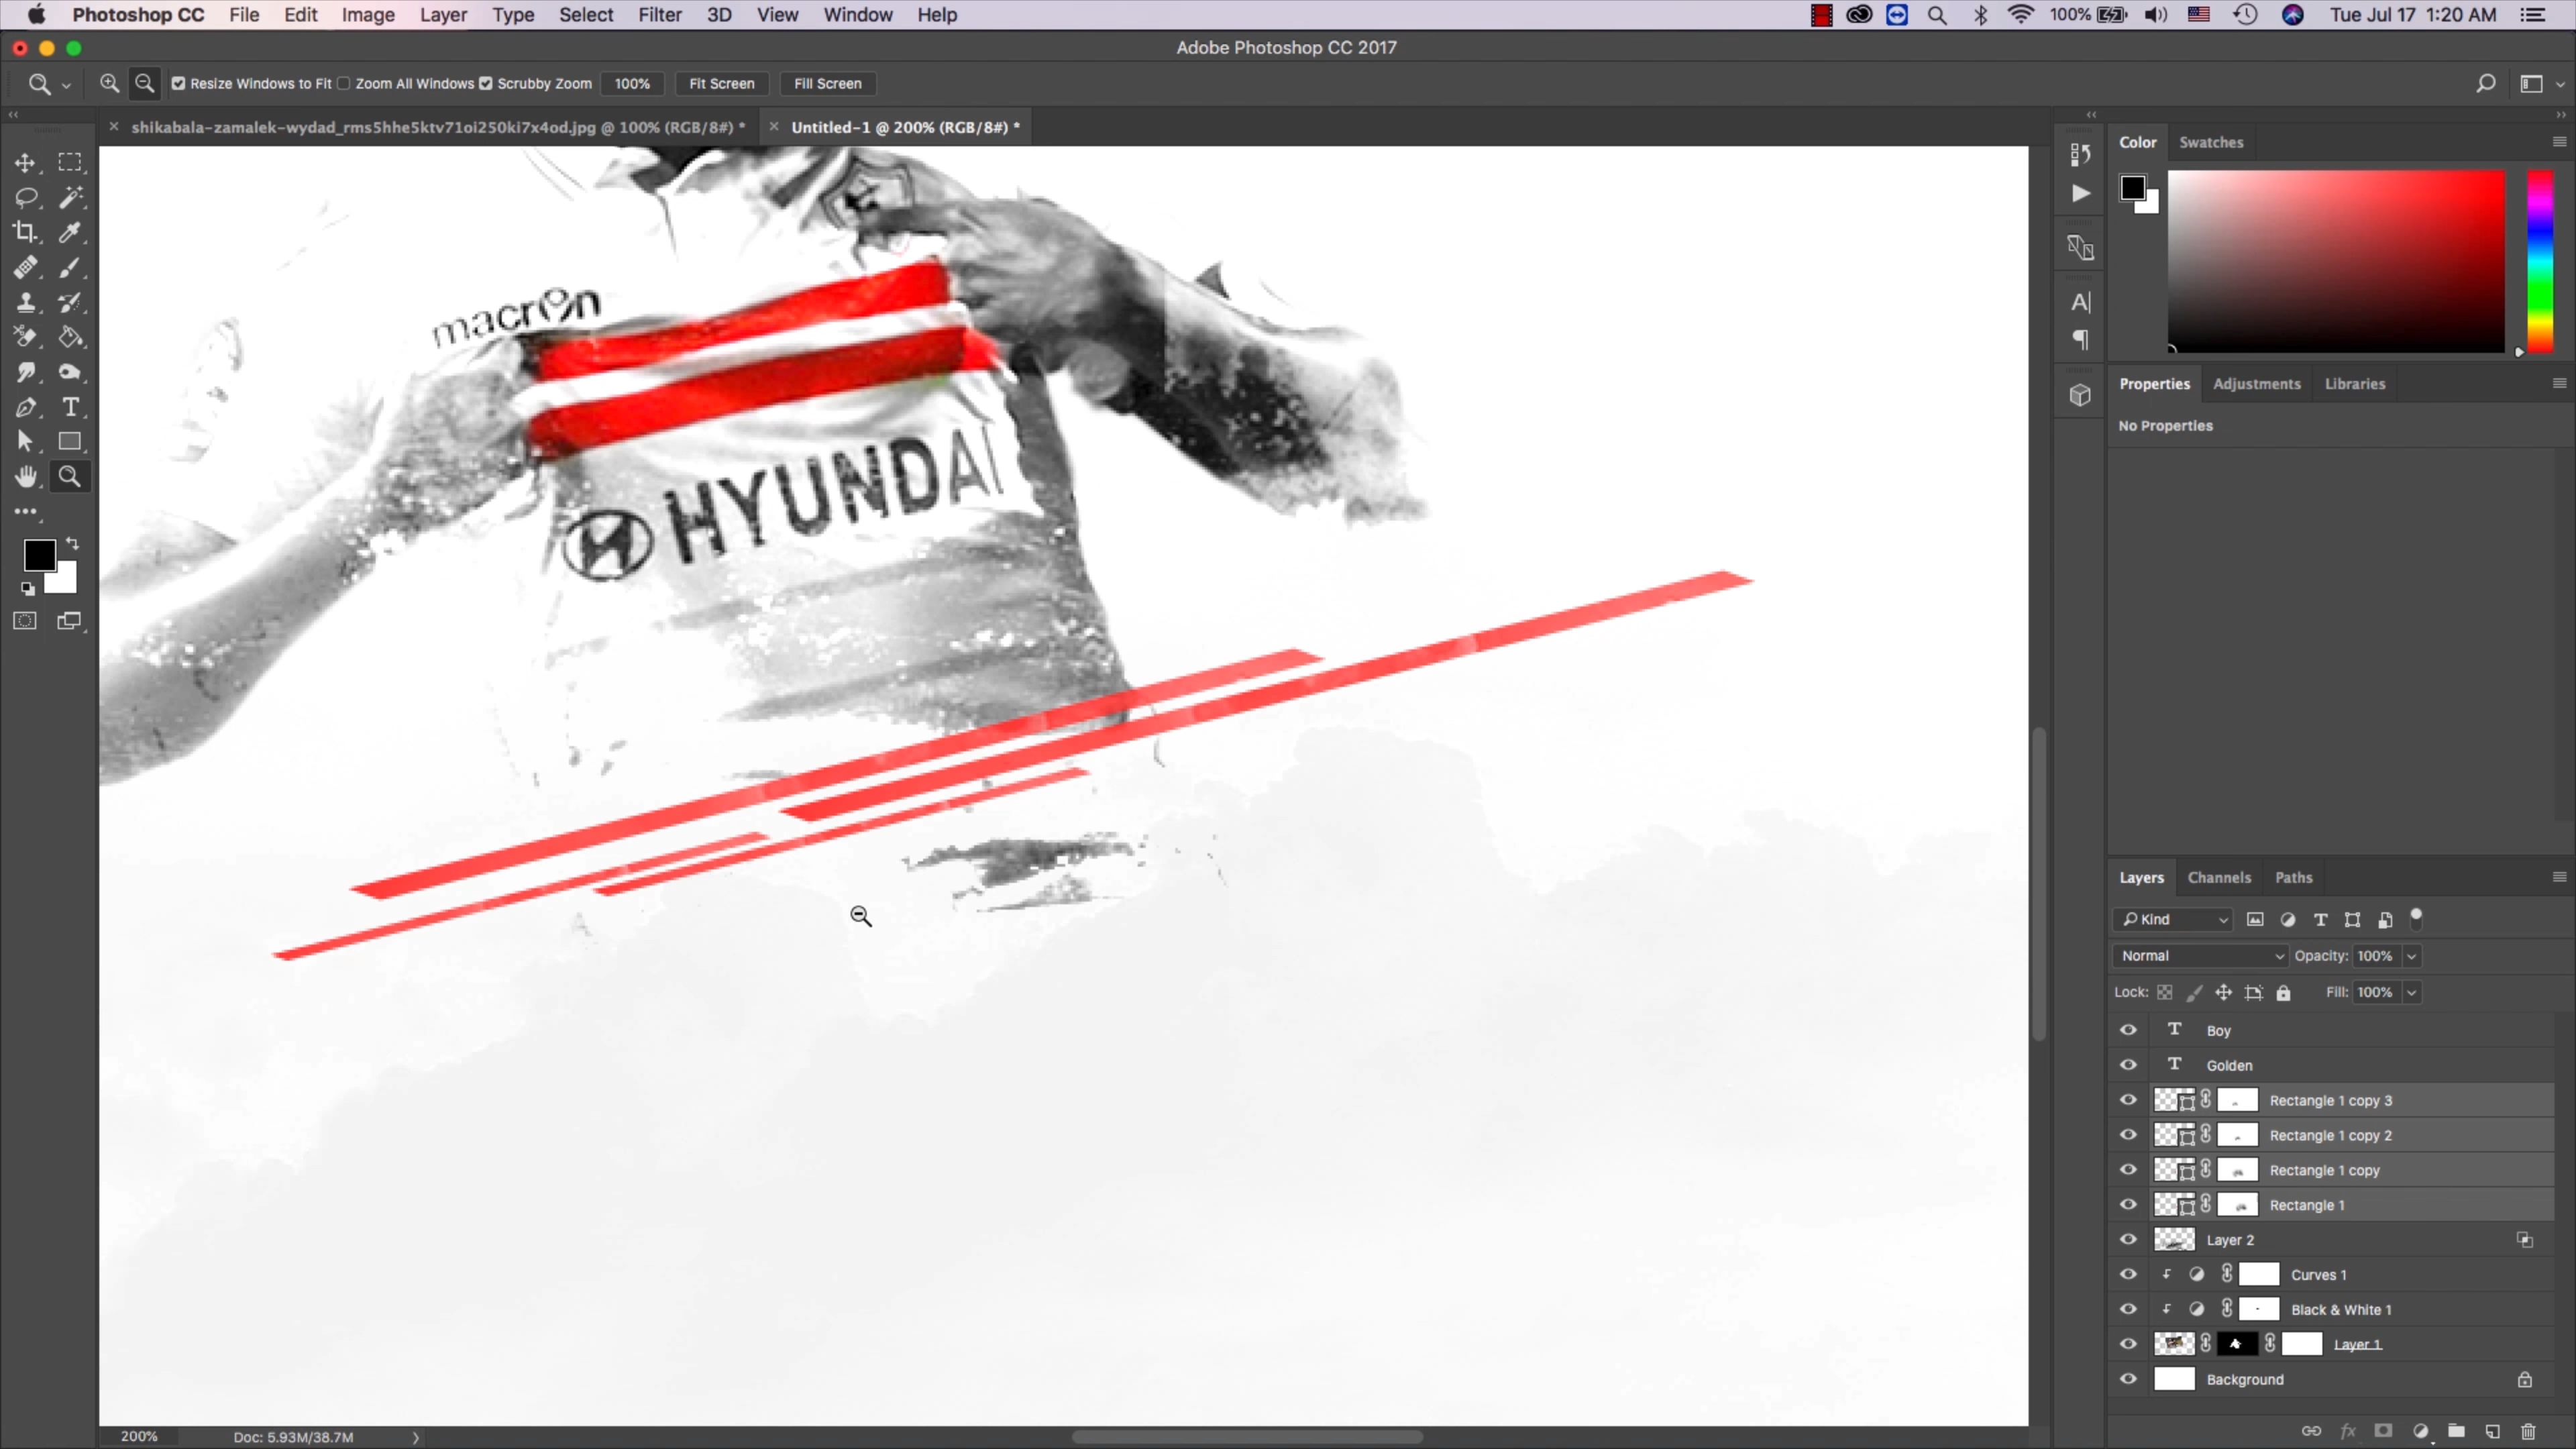 Photoshop CC File Edit Image Layer Type Select Filter 3D View Window Help 100% Tue Jul 17 1:20 AM
Adobe Photoshop CC 2017
Resize Windows to Fit Zoom All Windows Scrubby Zoom 100% Fit Screen Fill Screen
shikabala-zamalek-wydad_rms5hhe5ktv71oi250ki7x4od.jpg @ 100% (RGB/8#) * Untitled-1 @ 200% (RGB/8#) *
Color Swatches
macron
HYUNDAI
Properties Adjustments Libraries
No Properties
Layers Channels Paths
Kind
Normal Opacity: 100%
Lock: Fill: 100%
Boy
Golden
Rectangle 1 copy 3
Rectangle 1 copy 2
Rectangle 1 copy
Rectangle 1
Layer 2
Curves 1
Black & White 1
Layer 1
Background
200% Doc: 5.93M/38.7M